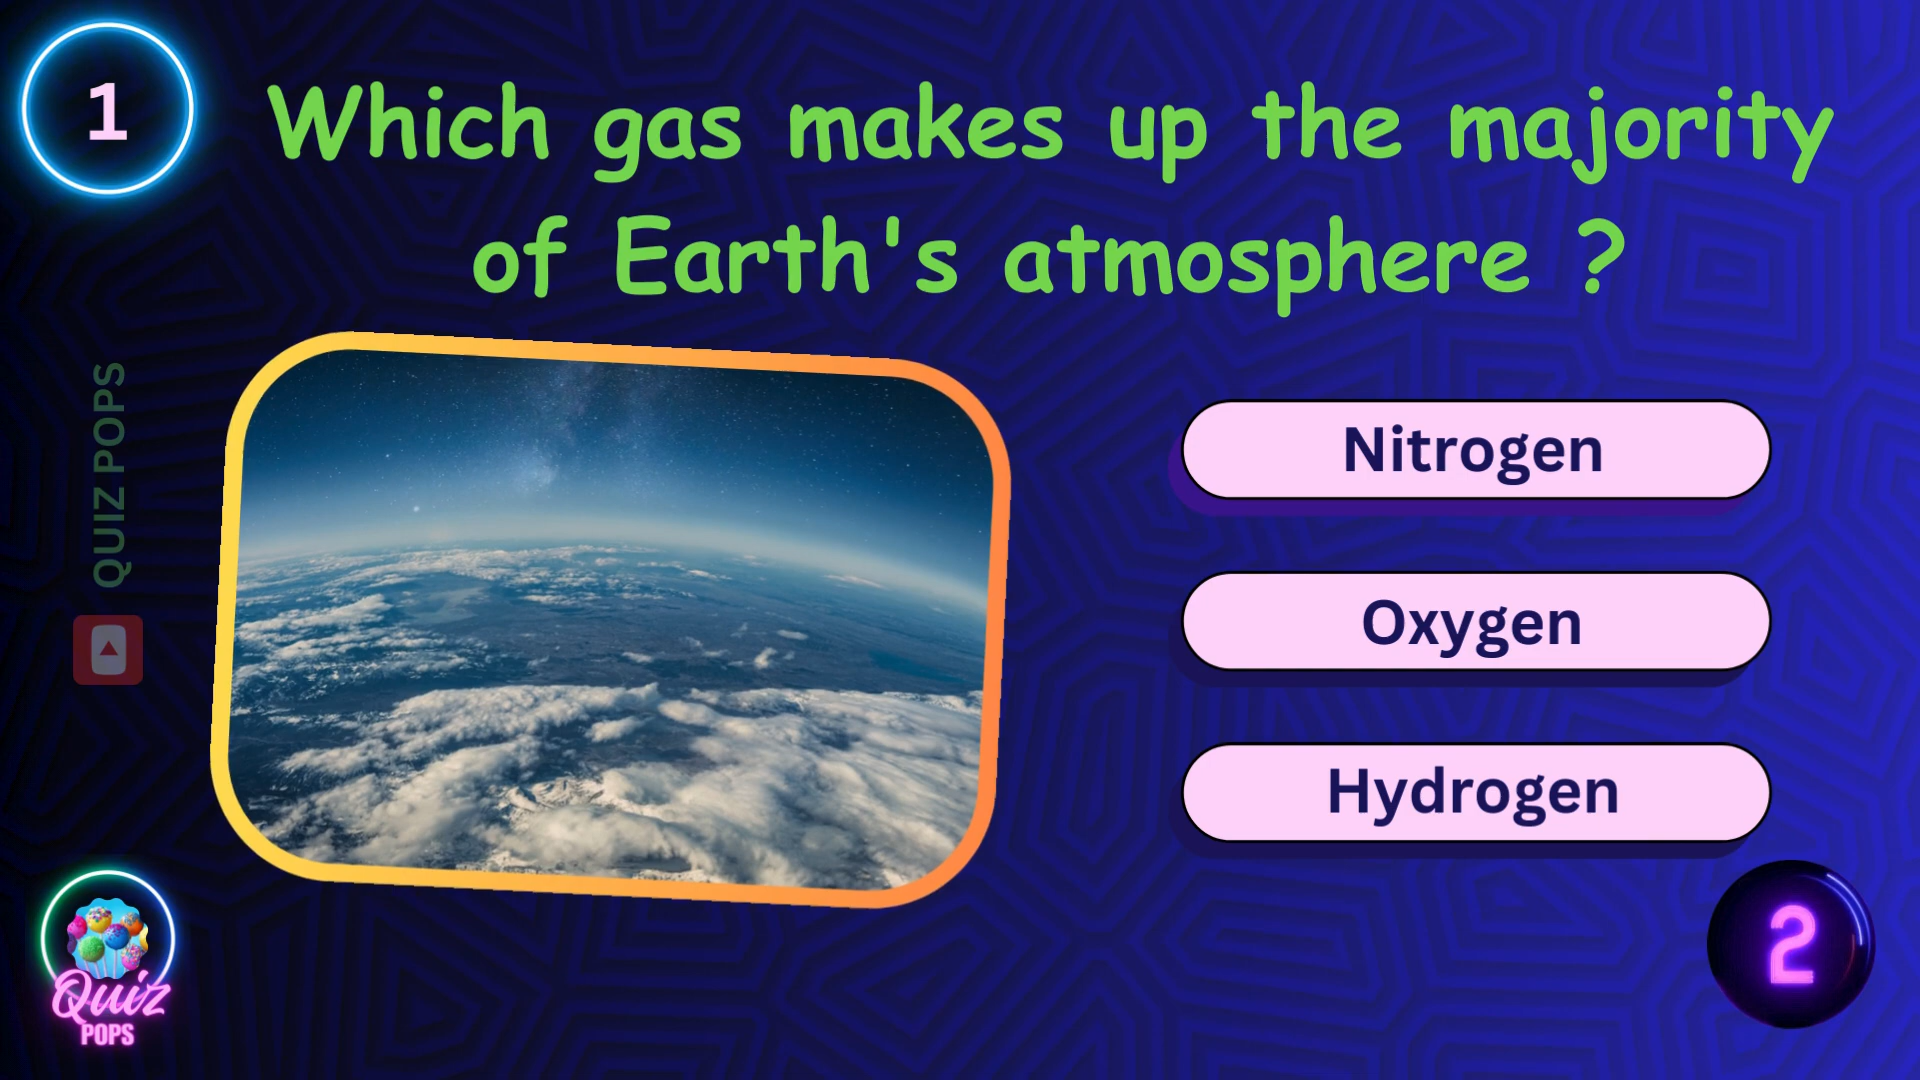 1
Which gas makes up the majority
of Earth's atmosphere ?
QUIZ POPS
Nitrogen
Oxygen
Hydrogen
2
Quiz
POPS